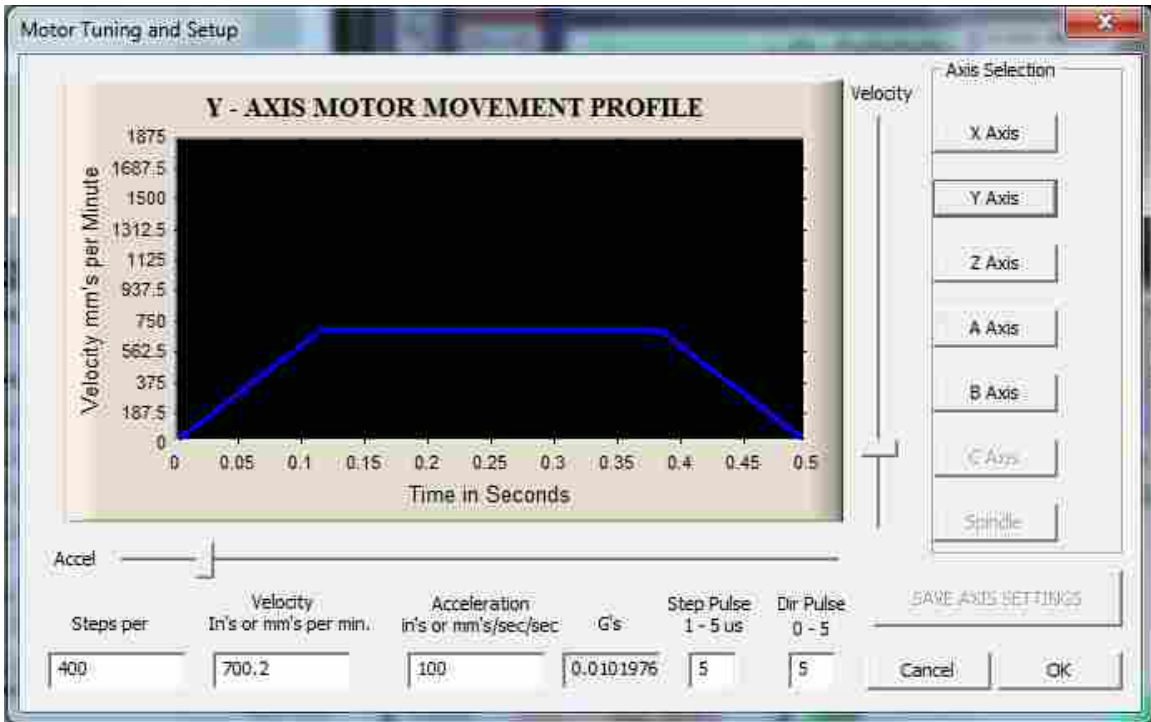 Motor Tuning and Setup
Y - AXIS MOTOR MOVEMENT PROFILE
Velocity mm's per Minute
1875
1687.5
1500
1312.5
1125
937.5
750
562.5
375
187.5
0
0 0.05 0.1 0.15 0.2 0.25 0.3 0.35 0.4 0.45 0.5
Time in Seconds
Velocity
Axis Selection
X Axis
Y Axis
Z Axis
A Axis
B Axis
C Axis
Spindle
Accel
Steps per
400
Velocity
In's or mm's per min.
700.2
Acceleration
in's or mm's/sec/sec
100
G's
0.0101976
Step Pulse
1 - 5 us
5
Dir Pulse
0 - 5
5
SAVE AXIS SETTINGS
Cancel
OK